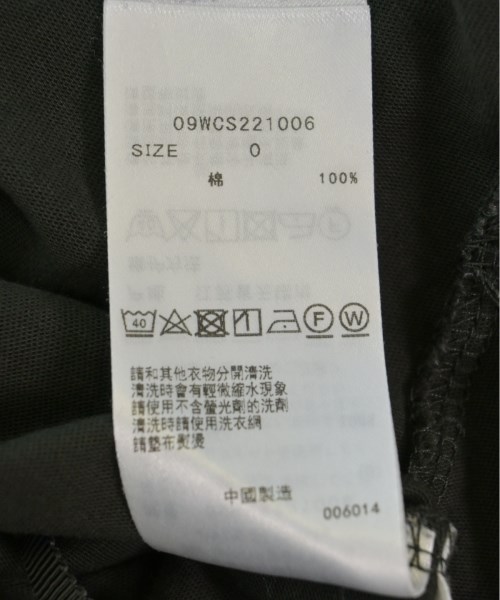 09WCS221006
SIZE 0
棉 100%
40 F W
請和其他衣物分開清洗
清洗時會有輕微縮水現象
請使用不含螢光劑的洗劑
清洗時請使用洗衣網
請墊布熨燙
中國製造
006014